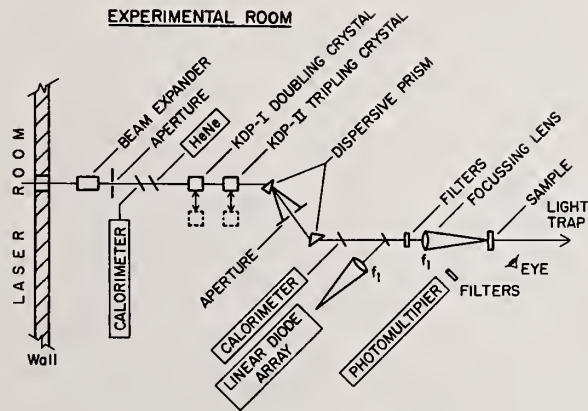 EXPERIMENTAL ROOM
LASER ROOM
Wall
BEAM EXPANDER
APERTURE
HeNe
KDP-I DOUBLING CRYSTAL
KDP-II TRIPLING CRYSTAL
DISPERSIVE PRISM
FILTERS
FOCUSSING LENS
SAMPLE
LIGHT
TRAP
EYE
CALORIMETER
APERTURE
CALORIMETER
LINEAR DIODE
ARRAY
f1
f1
PHOTOMULTIPIER
FILTERS